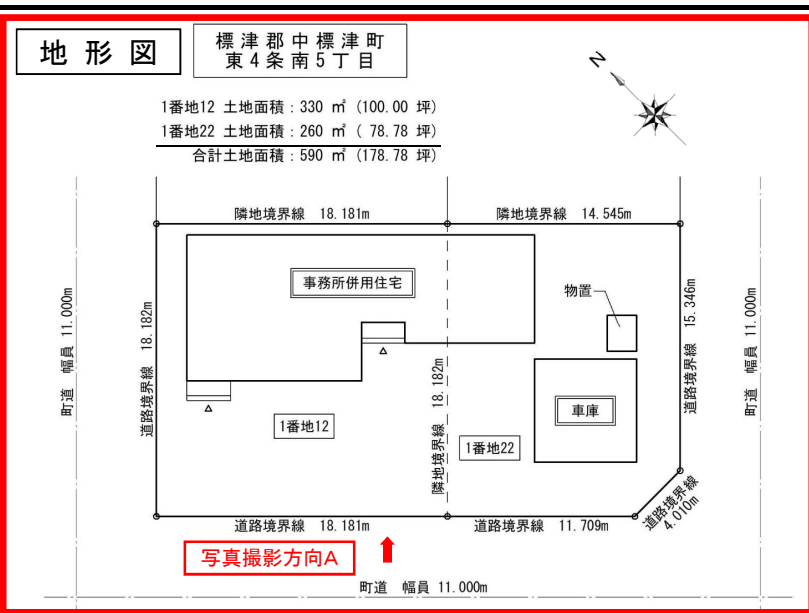 地形図
標津郡中標津町
東4条南5丁目
N
1番地12 土地面積：330 ㎡ (100.00 坪)
1番地22 土地面積：260 ㎡ ( 78.78 坪)
合計土地面積：590 ㎡ (178.78 坪)
隣地境界線 18.181m
隣地境界線 14.545m
事務所併用住宅
物置
町道 幅員 11.000m
道路境界線 18.182m
隣地境界線 18.182m
道路境界線 15.346m
町道 幅員 11.000m
車庫
1番地12
1番地22
道路境界線 18.181m
道路境界線 11.709m
道路境界線
4.010m
写真撮影方向A
町道 幅員 11.000m